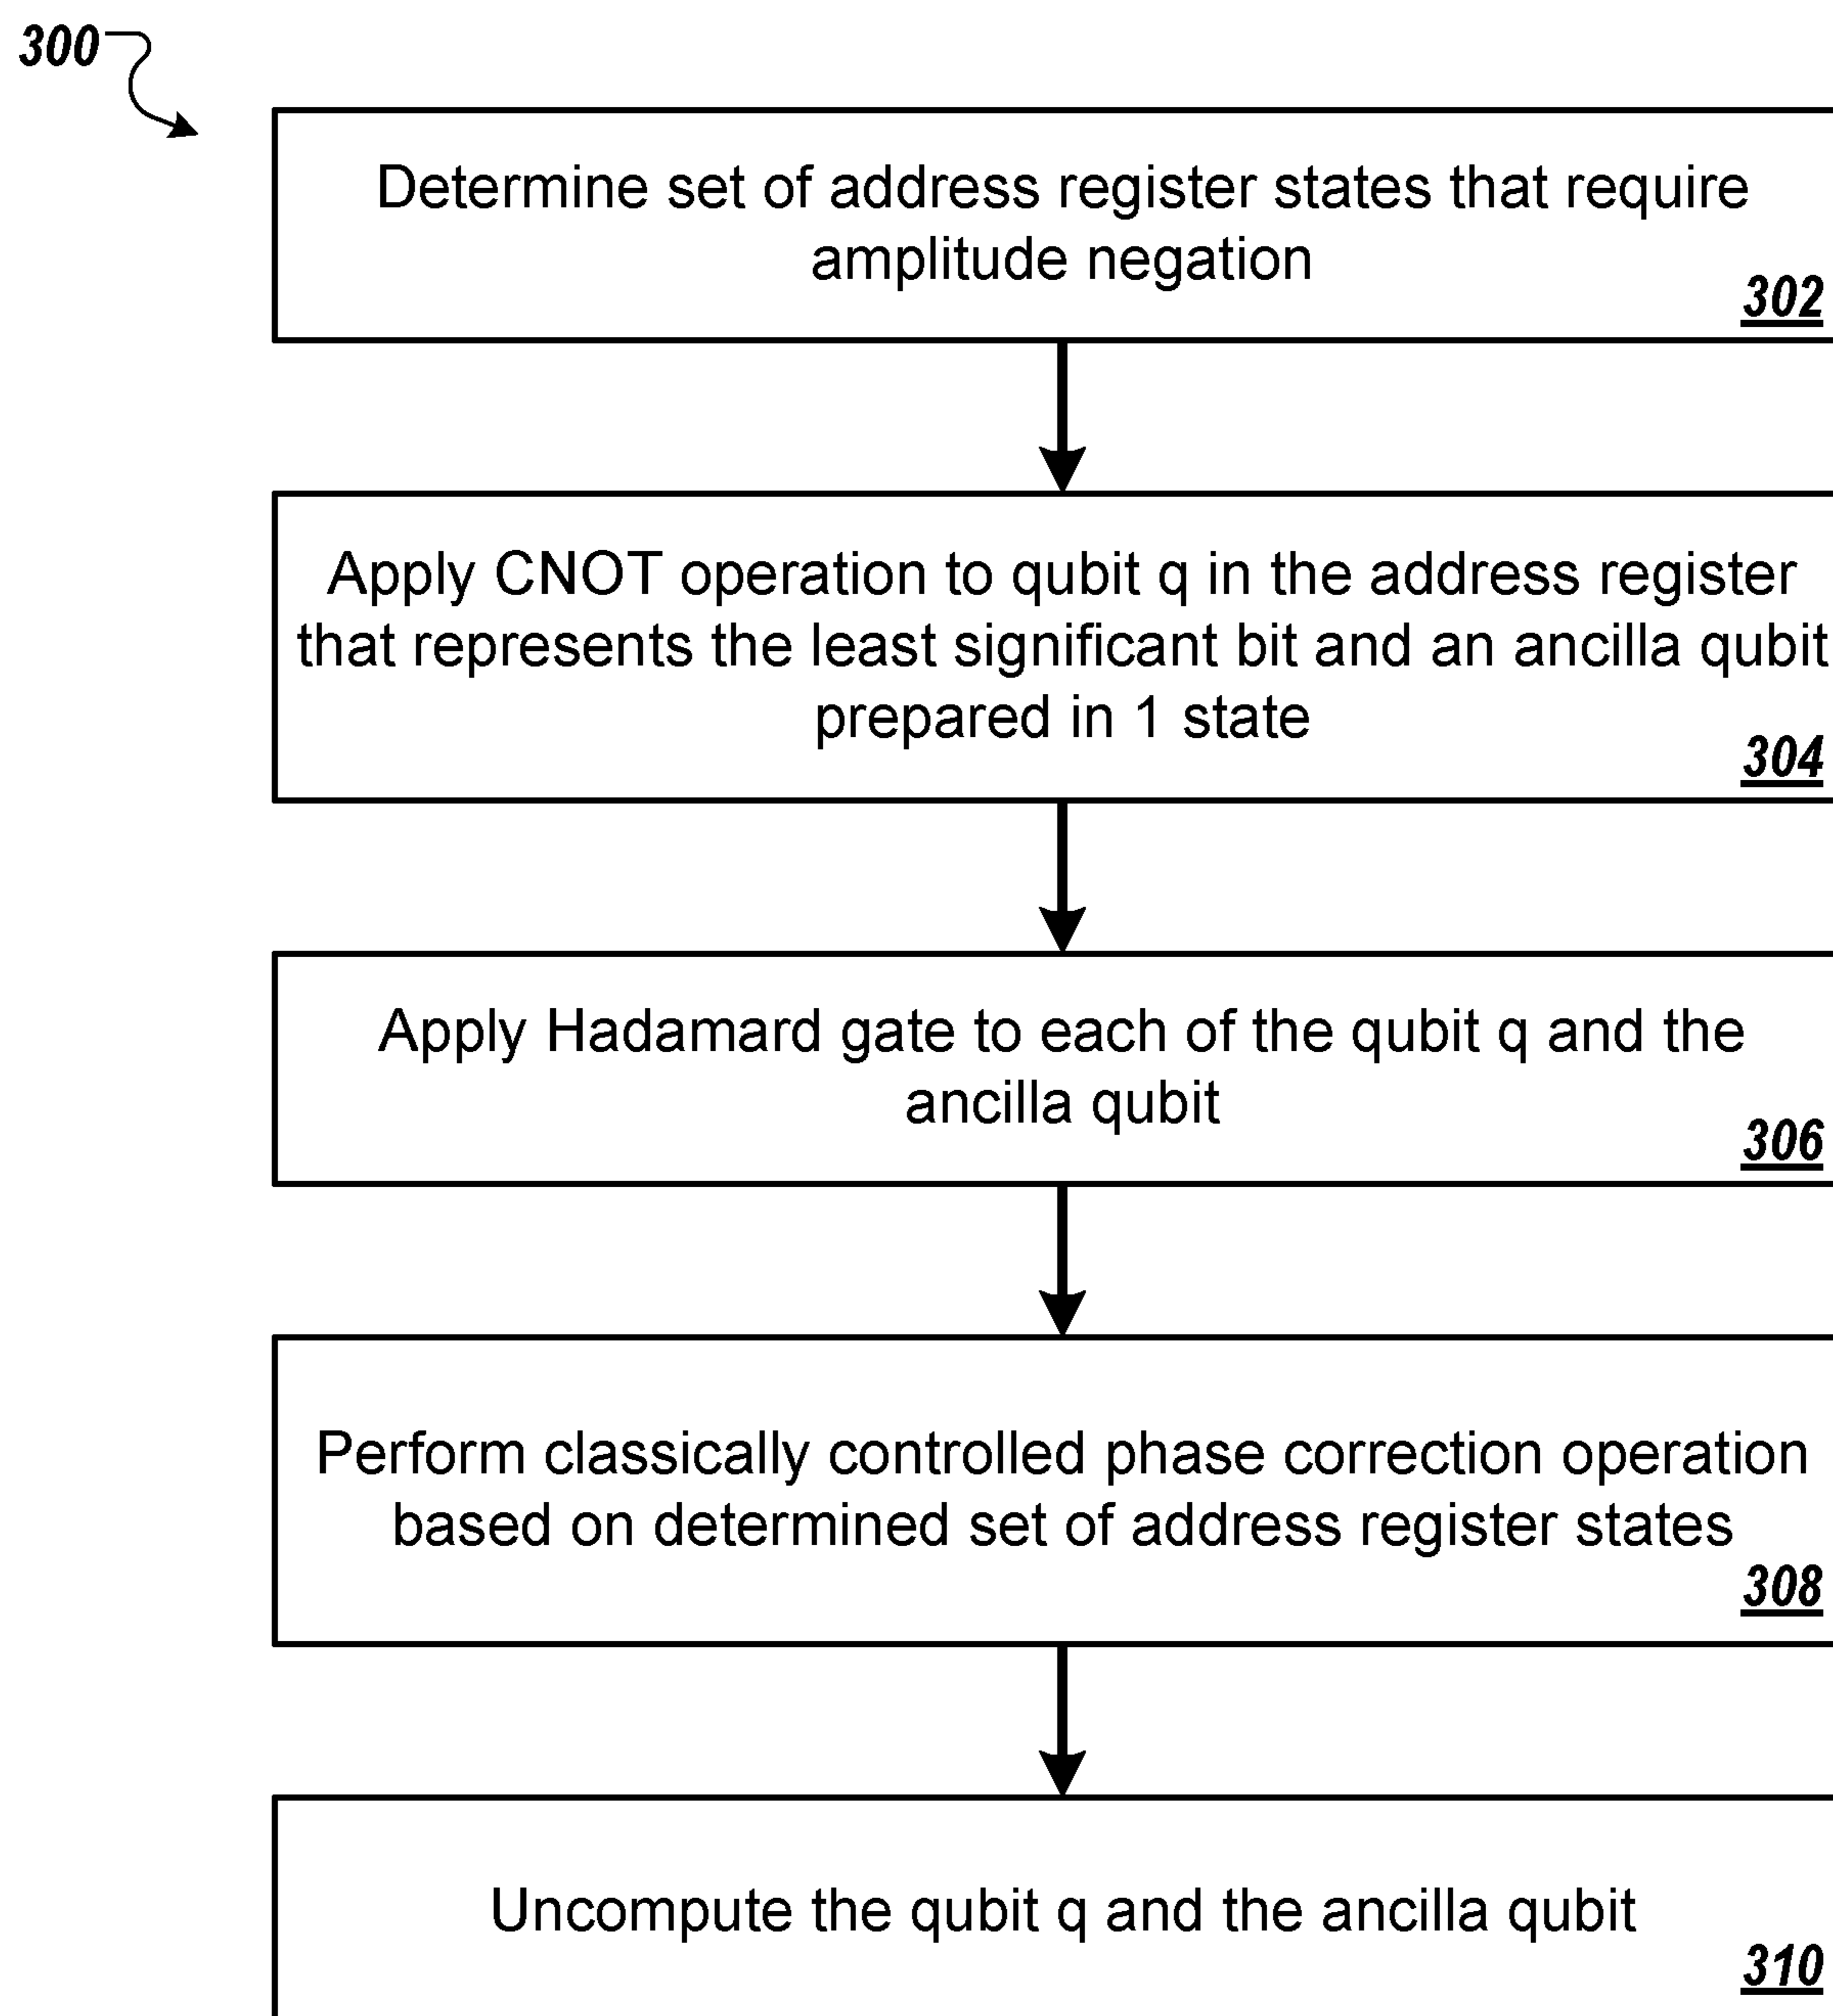 300
Determine set of address register states that require
amplitude negation
302
Apply CNOT operation to qubit q in the address register
that represents the least significant bit and an ancilla qubit
prepared in 1 state
304
Apply Hadamard gate to each of the qubit q and the
ancilla qubit
306
Perform classically controlled phase correction operation
based on determined set of address register states
308
Uncompute the qubit q and the ancilla qubit
310